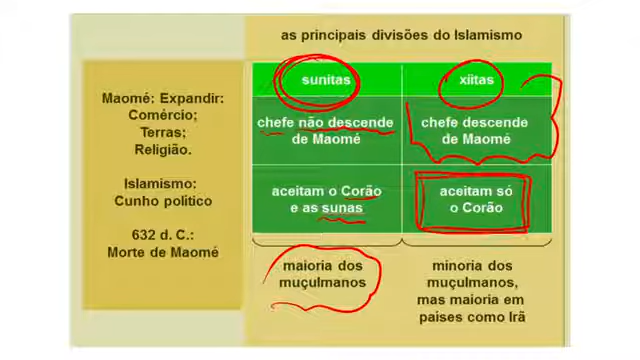 as principais divisões do Islamismo
Maomé: Expandir:
Comércio;
Terras;
Religião.
Islamismo:
Cunho politico
632 d. C.:
Morte de Maomé
sunitas
xiitas
chefe não descende
de Maomé
chefe descende
de Maomé
aceitam o Corão
e as sunas
aceitam só
o Corão
maioria dos
muçulmanos
minoria dos
muçulmanos,
mas maioria em
paises como Irã